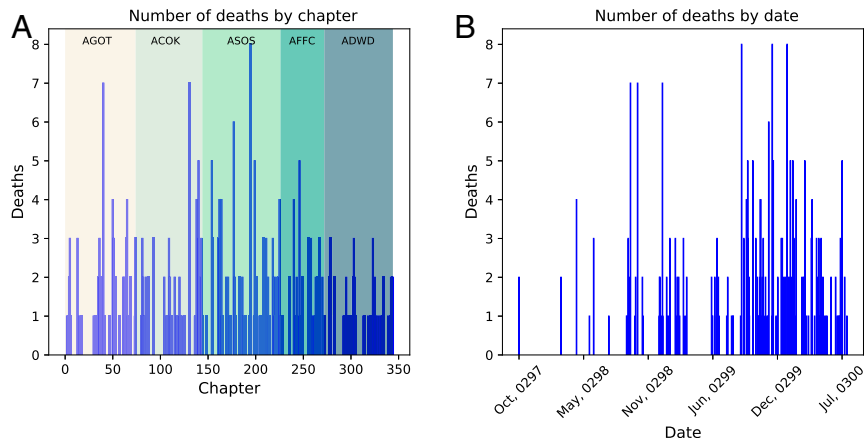 A
Number of deaths by chapter
AGOT ACOK ASOS AFFC ADWD
Deaths
8
7
6
5
4
3
2
1
0
0 50 100 150 200 250 300 350
Chapter
B
Number of deaths by date
Deaths
8
7
6
5
4
3
2
1
0
Oct, 0297 May, 0298 Nov, 0298 Jun, 0299 Dec, 0299 Jul, 0300
Date